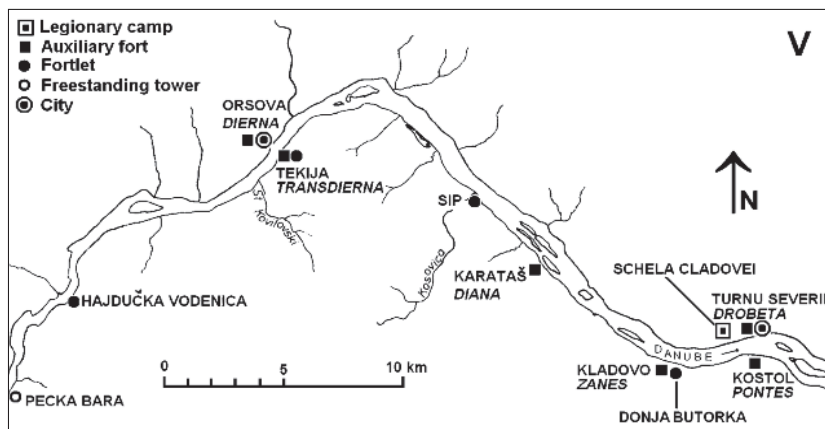 Legionary camp
Auxiliary fort
Fortlet
Freestanding tower
City
V
N
ORSOVA
DIERNA
TEKIJA
TRANSDIERNA
SIP
Kosovica
KARATAŠ
DIANA
SCHELA CLADOVEI
TURNU SEVERIN
DROBETA
HAJDUČKA VODENICA
0 5 10 km
DANUBE
KLADOVO
ZANES
KOSTOL
PONTES
PECKA BARA
DONJA BUTORKA